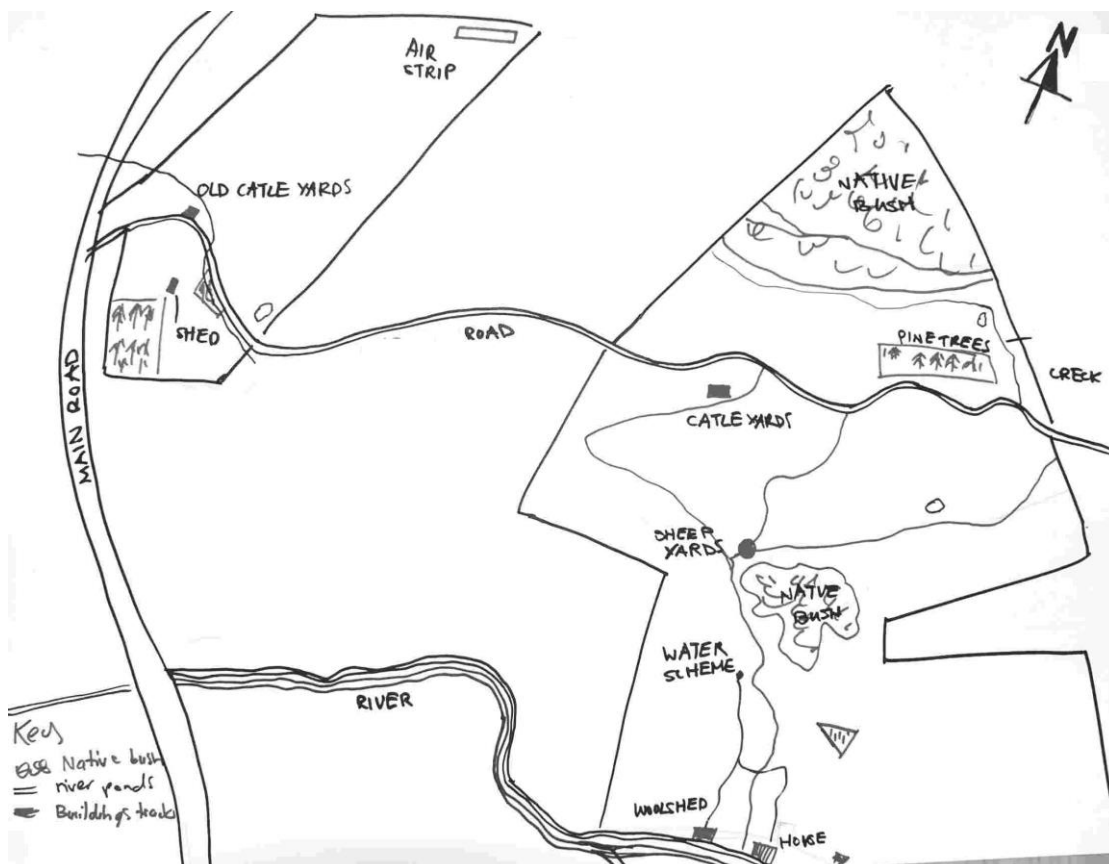 N
AIR
STRIP
OLD CATLE YARDS
NATIVE
BUSH
SHED
ROAD
PINE TREES
CRECK
MAIN ROAD
CATLE YARDS
SHEEP
YARDS
NATVE
BUSH
WATER
SCHEME
RIVER
Key
Native bush
river ponds
Buildings
WOOLSHED
HOUSE